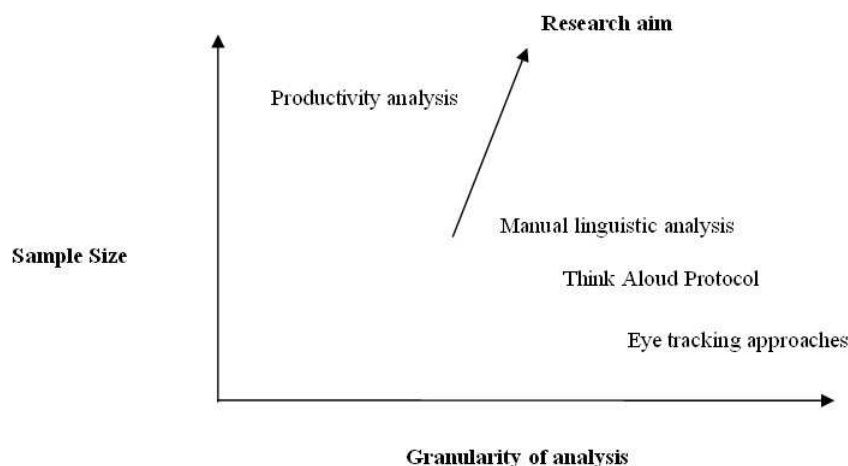 Research aim
Productivity analysis
Manual linguistic analysis
Sample Size
Think Aloud Protocol
Eye tracking approaches
Granularity of analysis